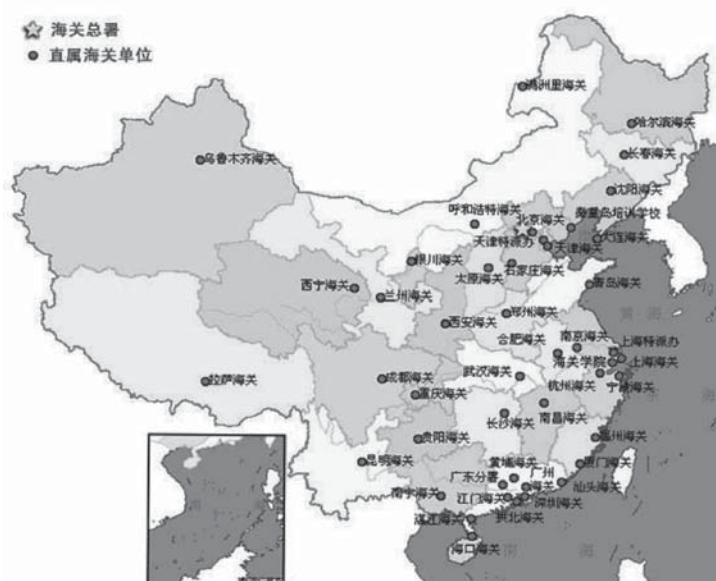 海关总署
直属海关单位
满洲里海关
哈尔滨海关
长春海关
乌鲁木齐海关
沈阳海关
呼和浩特海关
北京海关
秦皇岛培训学校
天津特派办
天津海关
大连海关
银川海关
太原海关
石家庄海关
西宁海关
兰州海关
青岛海关
郑州海关
黄 海
西安海关
合肥海关
南京海关
上海特派办
海关学院
上海海关
拉萨海关
成都海关
武汉海关
杭州海关
宁波海关
重庆海关
东 海
长沙海关
南昌海关
贵阳海关
福州海关
昆明海关
黄埔海关
广州
海关
厦门海关
广东分署
汕头海关
南宁海关
江门海关
深圳海关
湛江海关
拱北海关
海口海关
南 海